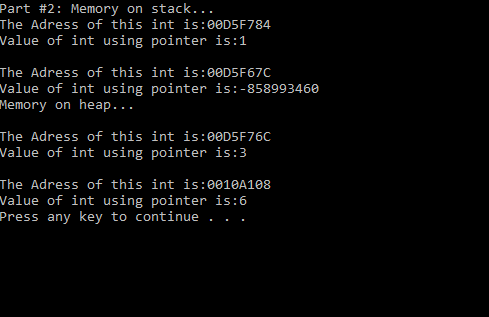 Part #2: Memory on stack...
The Adress of this int is:00D5F784
Value of int using pointer is:1
The Adress of this int is:00D5F67C
Value of int using pointer is:-858993460
Memory on heap...
The Adress of this int is:00D5F76C
Value of int using pointer is:3
The Adress of this int is:0010A108
Value of int using pointer is:6
Press any key to continue . . .